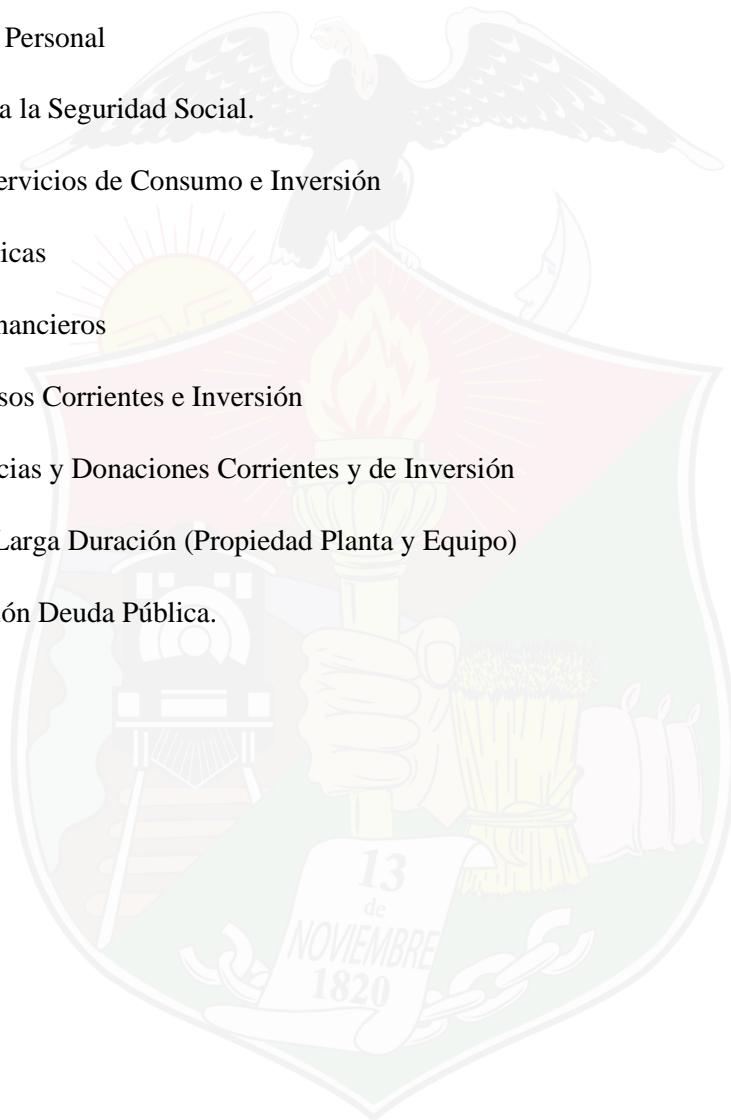 Personal
a la Seguridad Social.
ervicios de Consumo e Inversión
icas
nancieros
sos Corrientes e Inversión
cias y Donaciones Corrientes y de Inversión
Larga Duración (Propiedad Planta y Equipo)
ión Deuda Pública.
13
de
NOVIEMBRE
1820